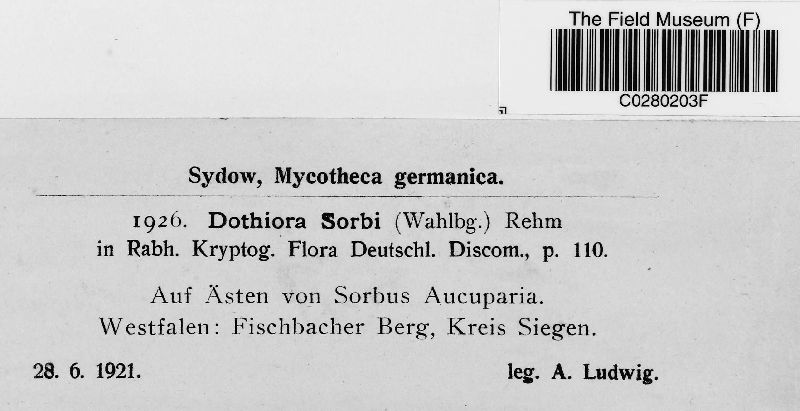 The Field Museum (F)
C0280203F
Sydow, Mycotheca germanica.
1926. Dothiora Sorbi (Wahlbg.) Rehm
in Rabh. Kryptog. Flora Deutschl. Discom., p. 110.
Auf Ästen von Sorbus Aucuparia.
Westfalen: Fischbacher Berg, Kreis Siegen.
28. 6. 1921. leg. A. Ludwig.